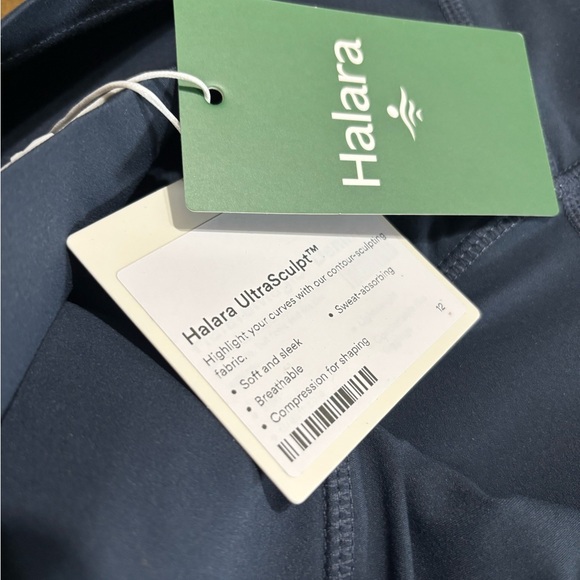 Halara
Halara UltraSculpt™
Highlight your curves with our contour-sculpting
fabric.
• Soft and sleek
• Sweat-absorbing
• Breathable
• Compression for shaping
12